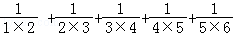 1/(1×2) + 1/(2×3) + 1/(3×4) + 1/(4×5) + 1/(5×6)